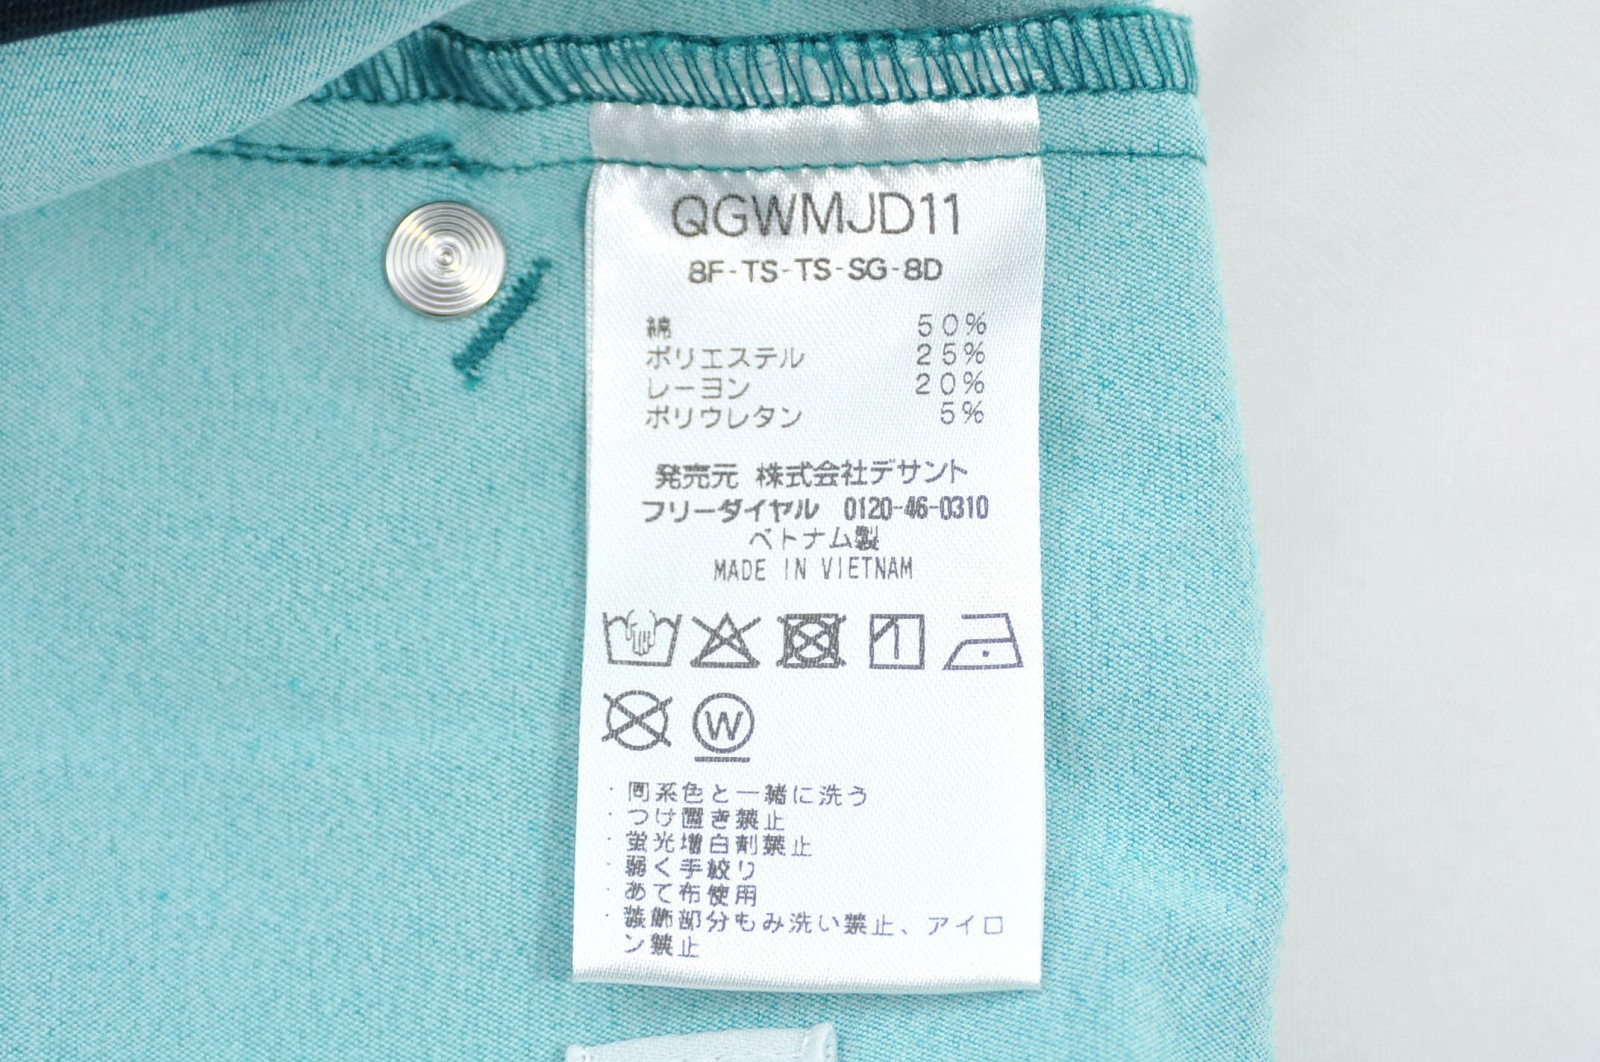 QGWMJD11
8F-TS-TS-SG-8D
綿 50%
ポリエステル 25%
レーヨン 20%
ポリウレタン 5%
発売元 株式会社デサント
フリーダイヤル 0120-46-0310
ベトナム製
MADE IN VIETNAM
W
・同系色と一緒に洗う
・つけ置き禁止
・蛍光増白剤禁止
・弱く手絞り
・あて布使用
・装飾部分もみ洗い禁止、アイロ
ン禁止